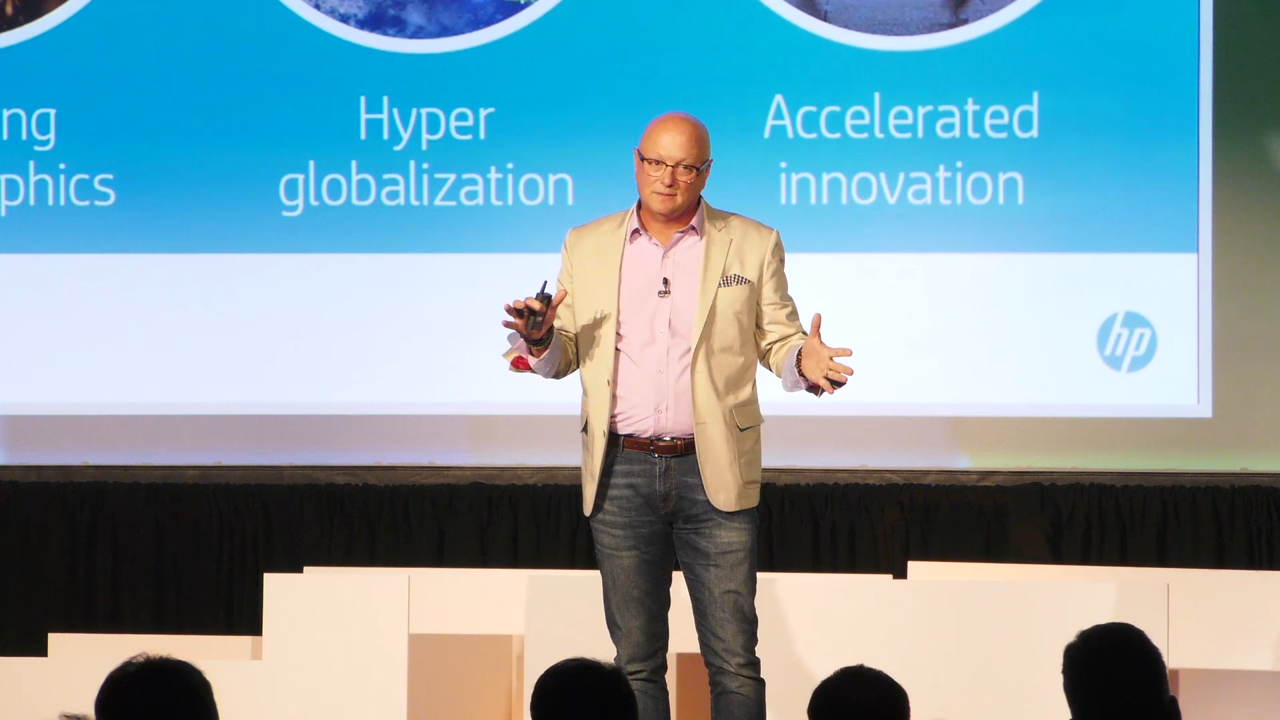 ng
phics
Hyper
globalization
Accelerated
innovation
hp